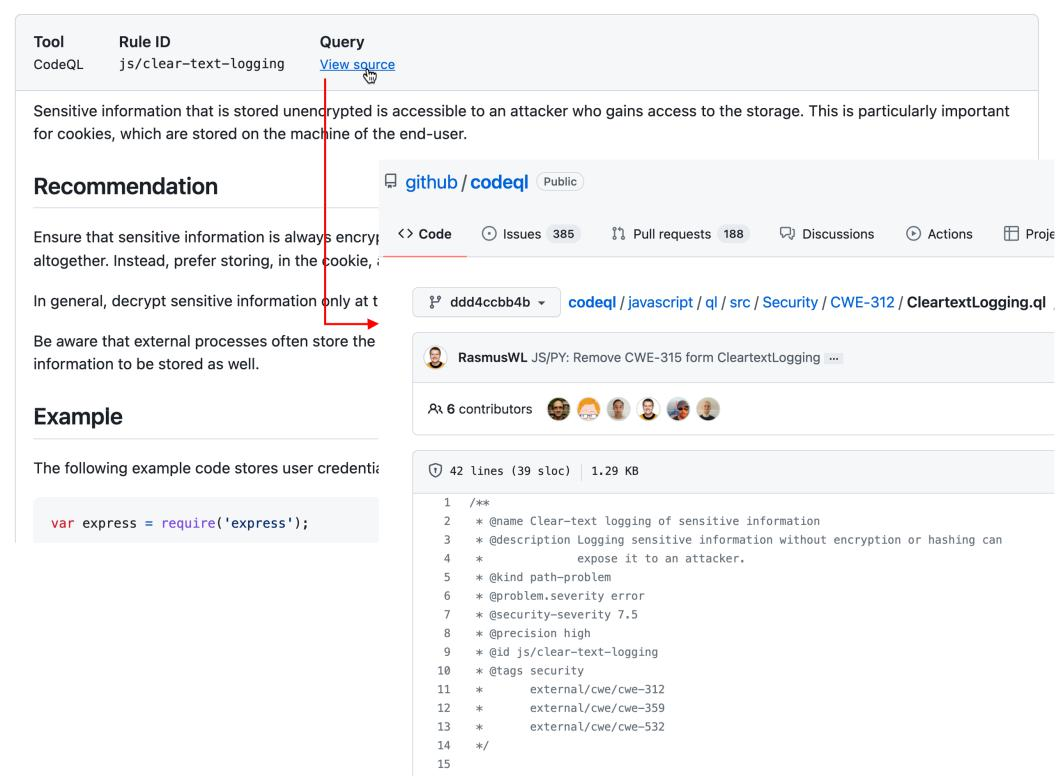 Tool Rule ID Query
CodeQL js/clear-text-logging View source
Sensitive information that is stored unencrypted is accessible to an attacker who gains access to the storage. This is particularly important
for cookies, which are stored on the machine of the end-user.
Recommendation
Ensure that sensitive information is always encryp
altogether. Instead, prefer storing, in the cookie,
In general, decrypt sensitive information only at t
Be aware that external processes often store the
information to be stored as well.
Example
The following example code stores user credentia
var express = require('express');
github / codeql Public
Code Issues 385 Pull requests 188 Discussions Actions Proje
ddd4ccbb4b codeql / javascript / ql / src / Security / CWE-312 / CleartextLogging.ql
RasmusWL JS/PY: Remove CWE-315 form CleartextLogging ...
6 contributors
42 lines (39 sloc) 1.29 KB
1 /**
2 * @name Clear-text logging of sensitive information
3 * @description Logging sensitive information without encryption or hashing can
4 * expose it to an attacker.
5 * @kind path-problem
6 * @problem.severity error
7 * @security-severity 7.5
8 * @precision high
9 * @id js/clear-text-logging
10 * @tags security
11 * external/cwe/cwe-312
12 * external/cwe/cwe-359
13 * external/cwe/cwe-532
14 */
15